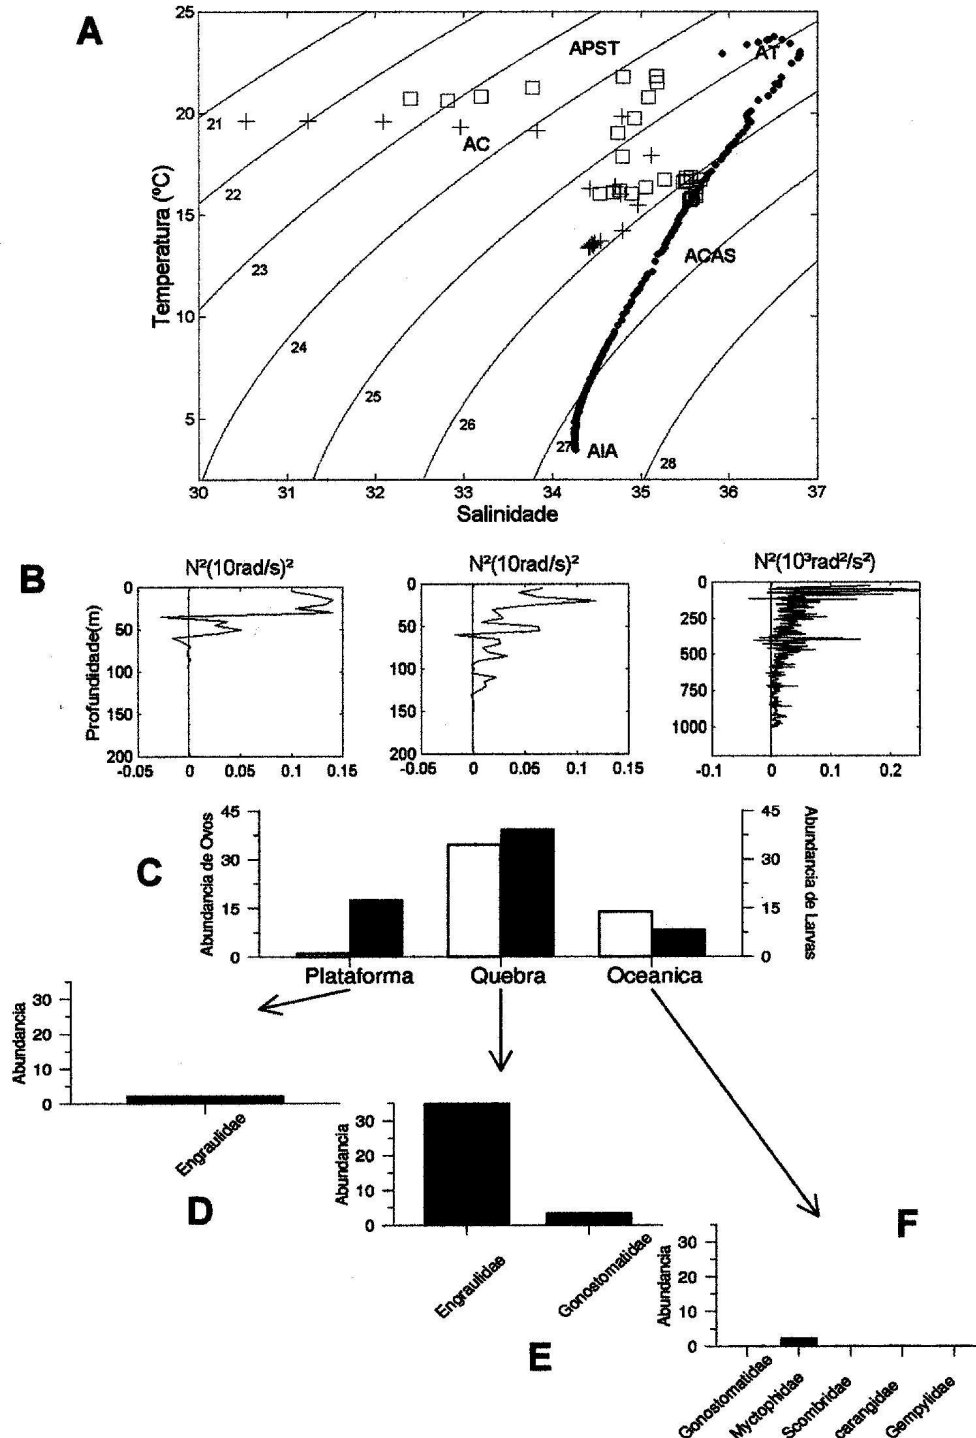 A
25
20
15
10
5
Temperatura (ºC)
APST
AT
AC
ACAS
AIA
21
22
23
24
25
26
27
28
30
31
32
33
34
35
36
37
Salinidade
B
N²(10rad/s)²
N²(10rad/s)²
N²(10³rad²/s²)
Profundidade(m)
0
50
100
150
200
-0.05
0
0.05
0.1
0.15
0
50
100
150
200
-0.05
0
0.05
0.1
0.15
0
250
500
750
1000
-0.1
0
0.1
0.2
C
Abundancia de Ovos
45
30
15
0
45
30
15
0
Abundancia de Larvas
Plataforma
Quebra
Oceanica
Abundancia
30
20
10
0
Engraulidae
D
Abundancia
30
20
10
0
Engraulidae
Gonostomatidae
E
F
Abundancia
30
20
10
0
Gonostomatidae
Myctophidae
Scombridae
carangidae
Gempylidae